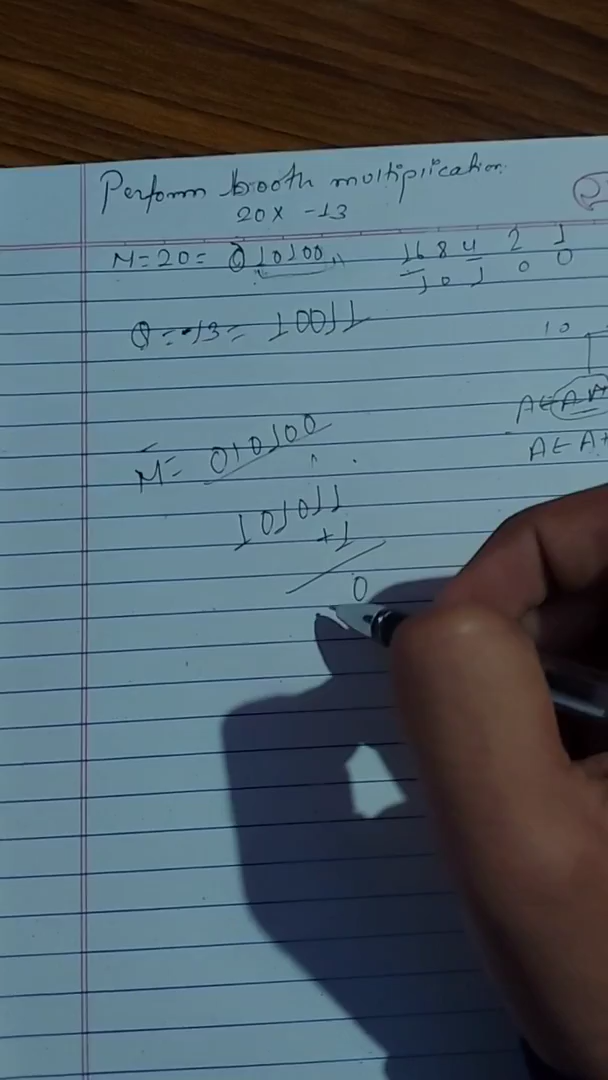 Perform booth multiplication
20 x -13
M = 20 = 010100
16 8 4 2 1
1 0 1 0 0
Q = -13 = 110011
10
A ← A+
M̄ = 010100
101011
+1
0